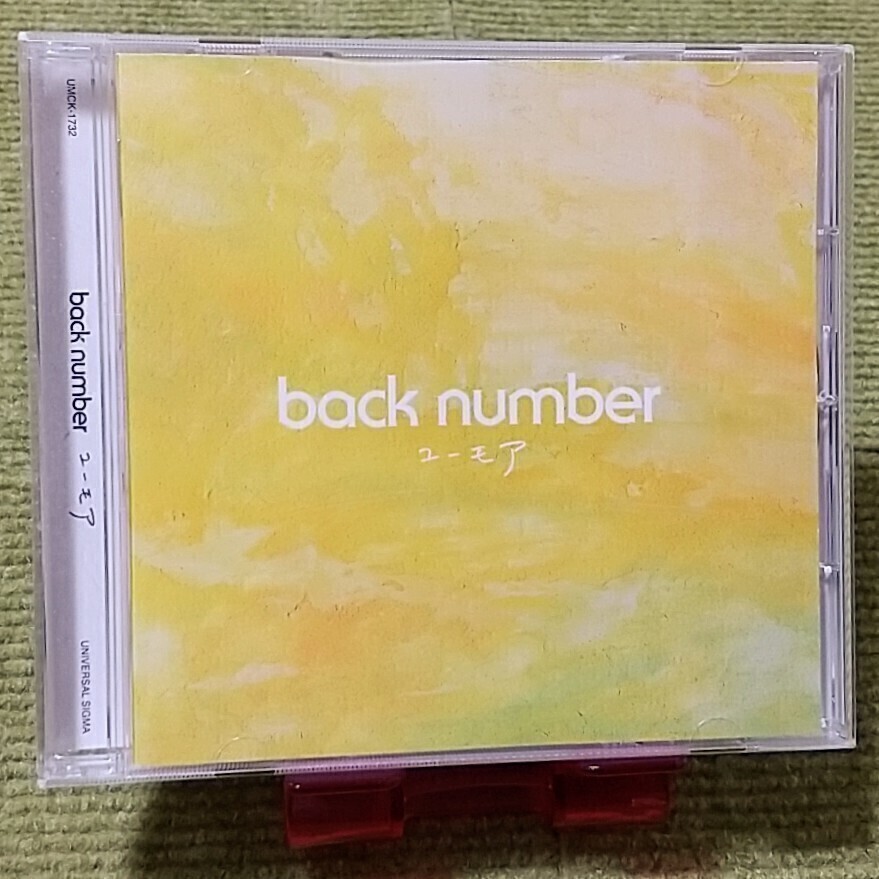 UMCK-1732
back number ユーモア
UNIVERSAL SIGMA
back number
ユーモア